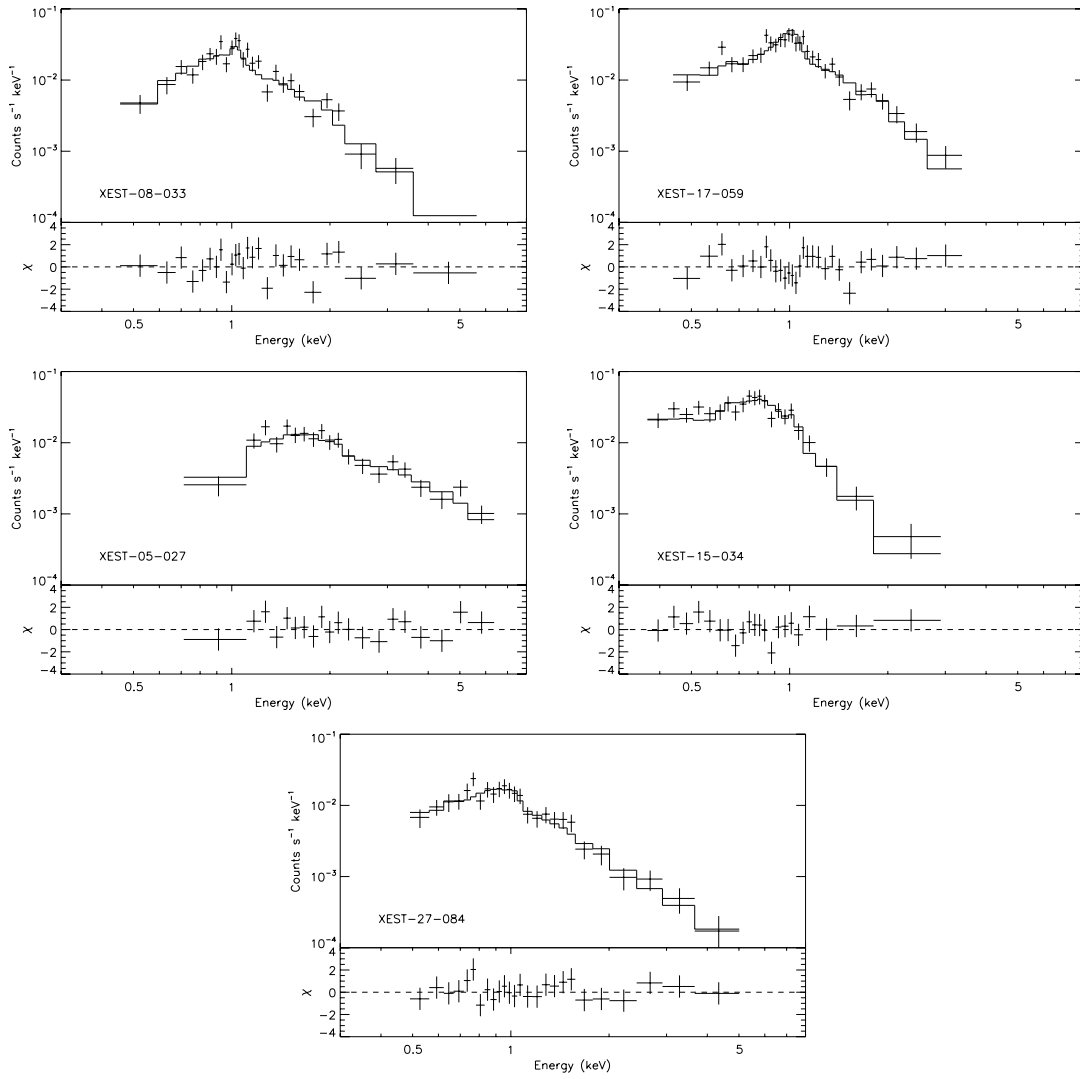 10⁻¹
10⁻²
10⁻³
10⁻⁴
Counts s⁻¹ keV⁻¹
XEST-08-033
4
2
0
−2
−4
χ
0.5 1 5
Energy (keV)
10⁻¹
10⁻²
10⁻³
10⁻⁴
Counts s⁻¹ keV⁻¹
XEST-17-059
4
2
0
−2
−4
χ
0.5 1 5
Energy (keV)
10⁻¹
10⁻²
10⁻³
10⁻⁴
Counts s⁻¹ keV⁻¹
XEST-05-027
4
2
0
−2
−4
χ
0.5 1 5
Energy (keV)
10⁻¹
10⁻²
10⁻³
10⁻⁴
Counts s⁻¹ keV⁻¹
XEST-15-034
4
2
0
−2
−4
χ
0.5 1 5
Energy (keV)
10⁻¹
10⁻²
10⁻³
10⁻⁴
Counts s⁻¹ keV⁻¹
XEST-27-084
4
2
0
−2
−4
χ
0.5 1 5
Energy (keV)